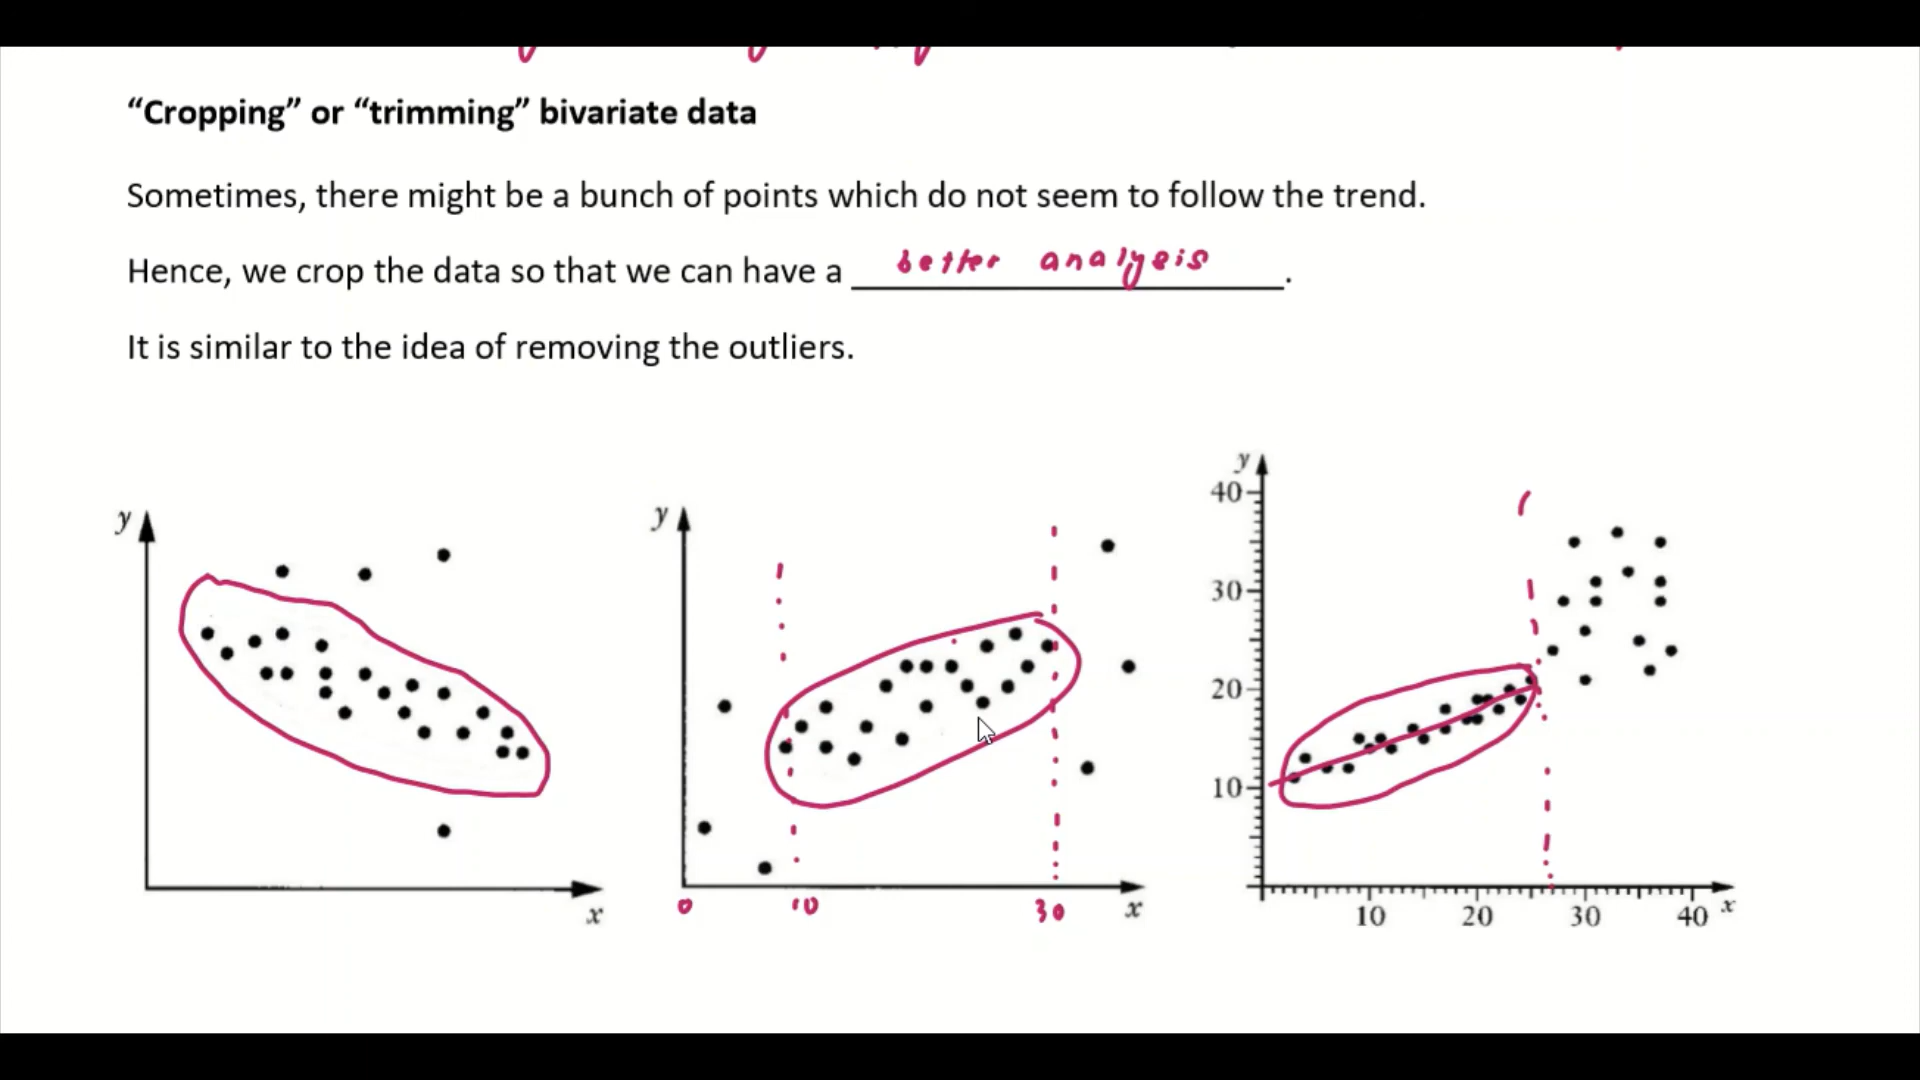 “Cropping” or “trimming” bivariate data
Sometimes, there might be a bunch of points which do not seem to follow the trend.
Hence, we crop the data so that we can have a better analysis.
It is similar to the idea of removing the outliers.
y
x
y
0 10 30 x
y
40
30
20
10
10 20 30 40 x